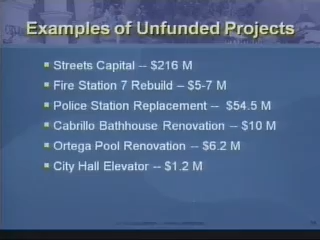 Examples of Unfunded Projects
Streets Capital -- $216 M
Fire Station 7 Rebuild – $5-7 M
Police Station Replacement -- $54.5 M
Cabrillo Bathhouse Renovation -- $10 M
Ortega Pool Renovation -- $6.2 M
City Hall Elevator -- $1.2 M